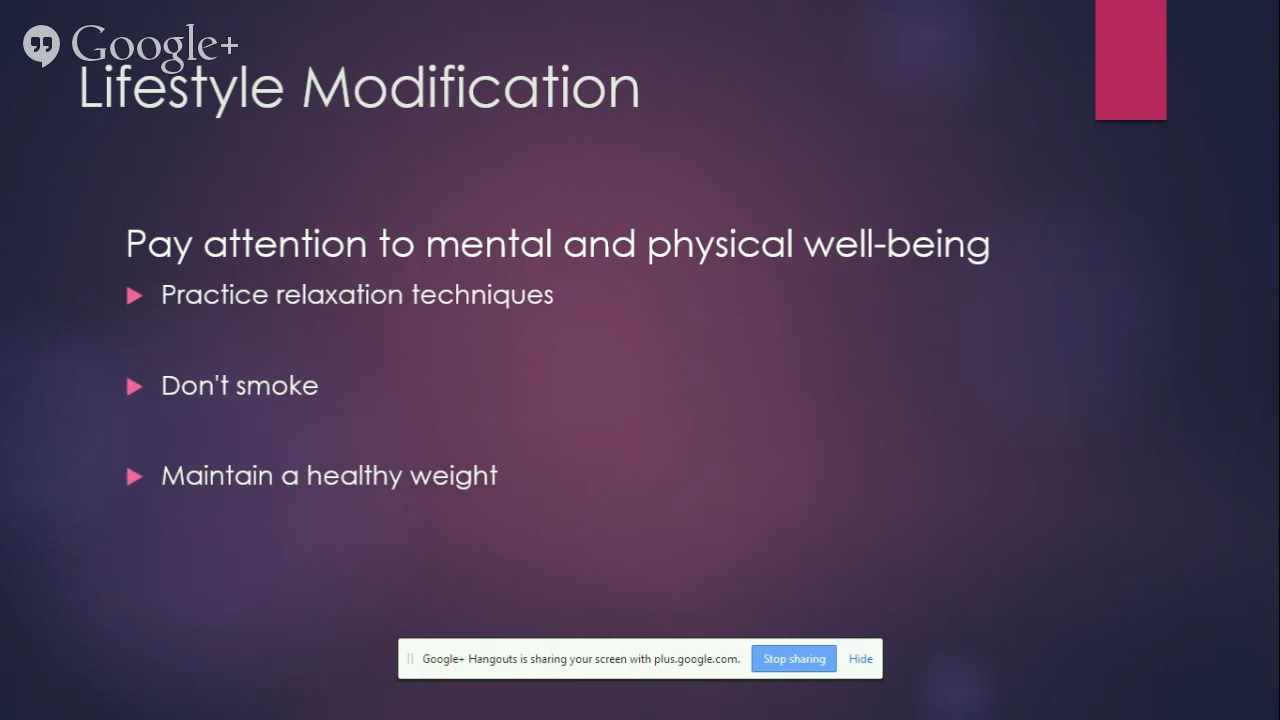 Google+
Lifestyle Modification
Pay attention to mental and physical well-being
Practice relaxation techniques
Don't smoke
Maintain a healthy weight
Google+ Hangouts is sharing your screen with plus.google.com. Stop sharing Hide